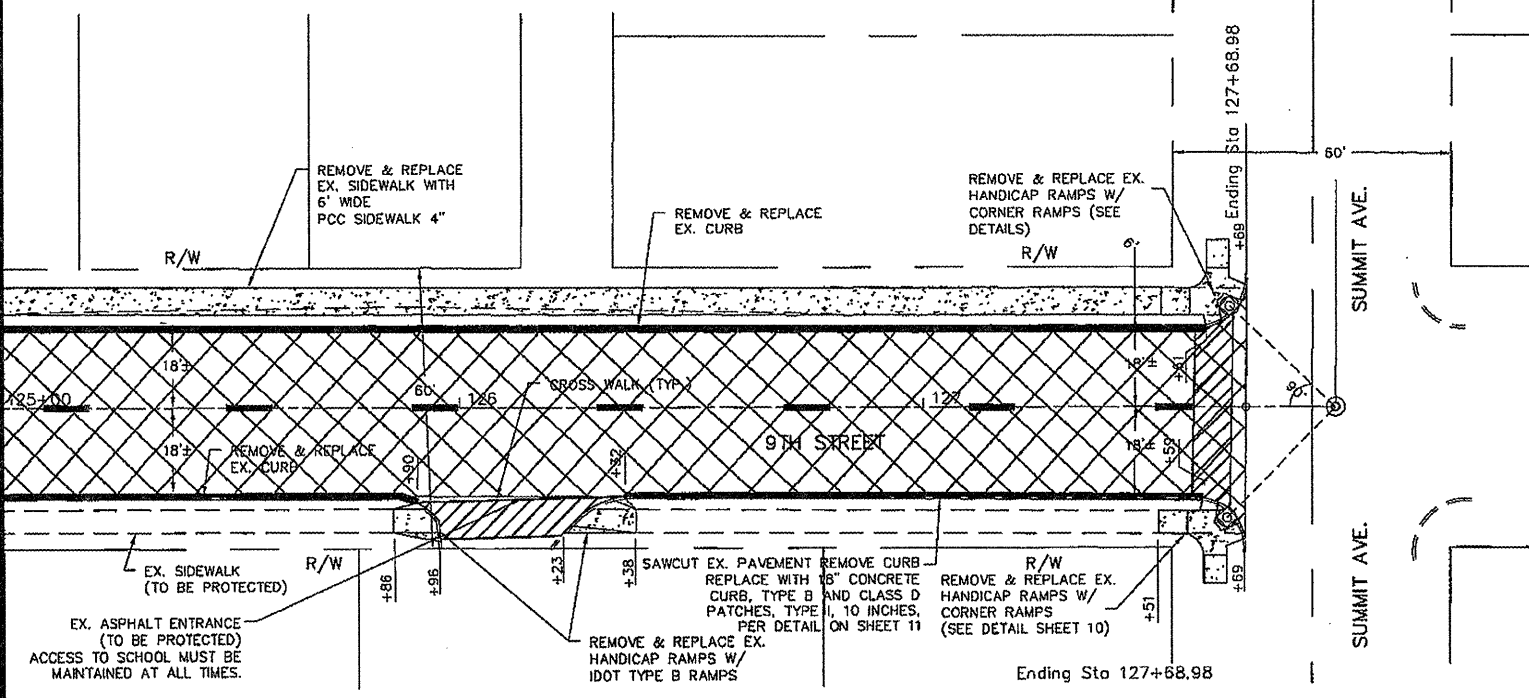 Ending Sta 127+68.98
+69
60'
SUMMIT AVE.
REMOVE & REPLACE
EX. SIDEWALK WITH
6' WIDE
PCC SIDEWALK 4"
REMOVE & REPLACE
EX. CURB
REMOVE & REPLACE EX.
HANDICAP RAMPS W/
CORNER RAMPS (SEE
DETAILS)
R/W
R/W
6'
18'±
18'±
+61
90°
125+00
60'
126
CROSS WALK (TYP.)
127
9TH STREET
18'±
REMOVE & REPLACE
EX. CURB
+90
+32
18'±
+59
EX. SIDEWALK
(TO BE PROTECTED)
R/W
+86
+96
+23
+38
SAWCUT EX. PAVEMENT REMOVE CURB
REPLACE WITH 18" CONCRETE
CURB, TYPE B AND CLASS D
PATCHES, TYPE II, 10 INCHES,
PER DETAIL ON SHEET 11
R/W
REMOVE & REPLACE EX.
HANDICAP RAMPS W/
CORNER RAMPS
(SEE DETAIL SHEET 10)
+51
+69
SUMMIT AVE.
EX. ASPHALT ENTRANCE
(TO BE PROTECTED)
ACCESS TO SCHOOL MUST BE
MAINTAINED AT ALL TIMES.
REMOVE & REPLACE EX.
HANDICAP RAMPS W/
IDOT TYPE B RAMPS
Ending Sta 127+68.98